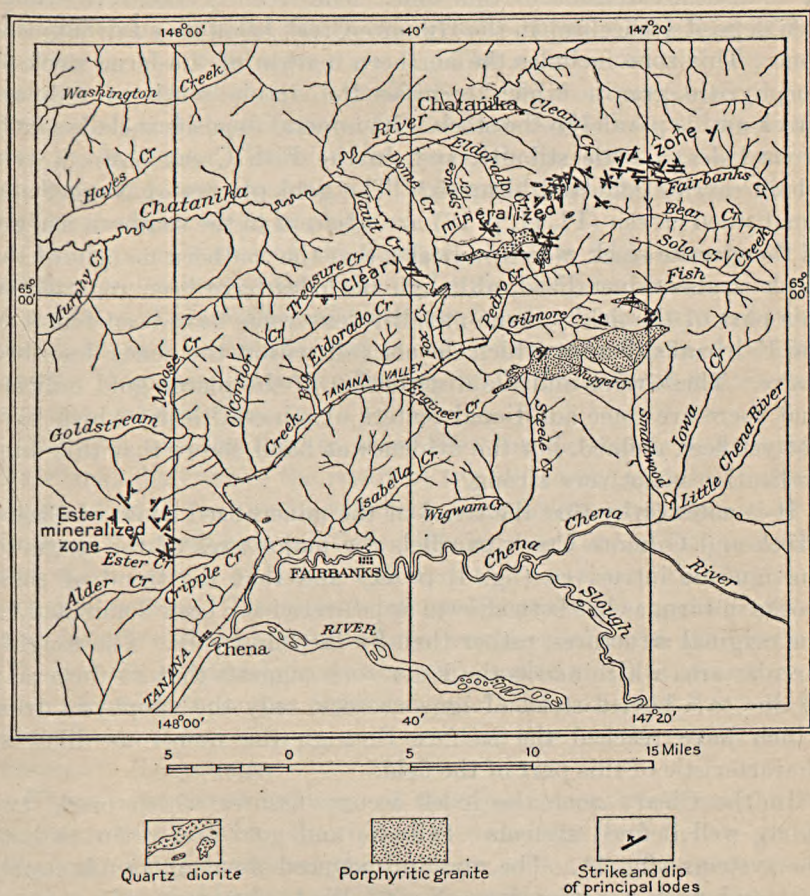 148°00'
40'
147°20'
Washington Creek
Chatanika
Cleary Cr
River
zone
Eldorado Cr
Dome Cr
Hayes Cr
Fairbanks Cr
Chatanika
mineralized
Bear Cr
Vault Cr
Solo Cr
Creek
Fish
65°
00'
Murphy Cr
Treasure Cr
Cleary
Pedro Cr
65°
00'
Gilmore Cr
Eldorado Cr
Fox Cr
Moose Cr
O'Connor Cr
Big
TANANA VALLEY
Nugget Cr
Engineer Cr
Iowa Cr
Goldstream
Creek
Steele Cr
Smallwood Cr
Little Chena River
Isabella Cr
Ester
mineralized
zone
Wigwam Cr
Chena
Ester Cr
Chena
River
Alder Cr
Cripple Cr
FAIRBANKS
Slough
RIVER
Chena
TANANA
148°00'
40'
147°20'
5 0 5 10 15 Miles
Quartz diorite
Porphyritic granite
Strike and dip
of principal lodes